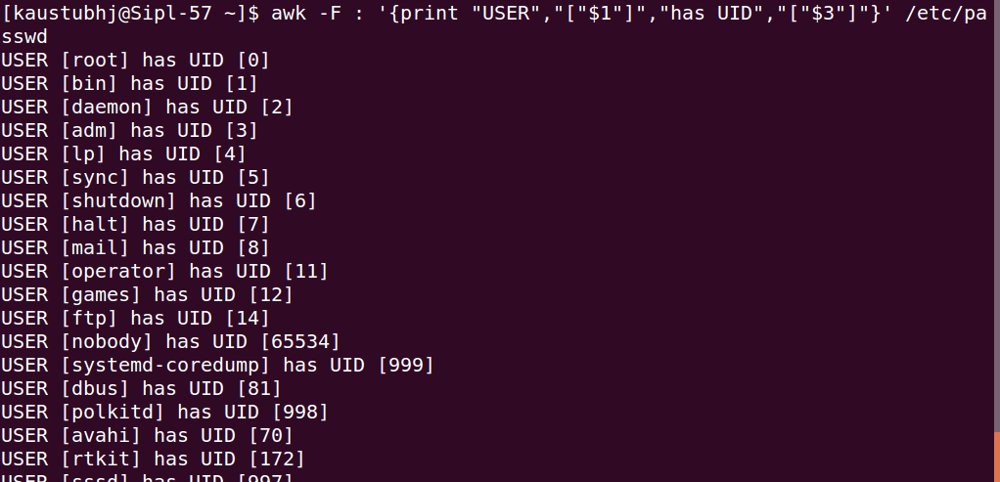 [kaustubhj@Sipl-57 ~]$ awk -F : '{print "USER","["$1"]","has UID","["$3"]"}' /etc/pa
sswd
USER [root] has UID [0]
USER [bin] has UID [1]
USER [daemon] has UID [2]
USER [adm] has UID [3]
USER [lp] has UID [4]
USER [sync] has UID [5]
USER [shutdown] has UID [6]
USER [halt] has UID [7]
USER [mail] has UID [8]
USER [operator] has UID [11]
USER [games] has UID [12]
USER [ftp] has UID [14]
USER [nobody] has UID [65534]
USER [systemd-coredump] has UID [999]
USER [dbus] has UID [81]
USER [polkitd] has UID [998]
USER [avahi] has UID [70]
USER [rtkit] has UID [172]
USER [sssd] has UID [997]